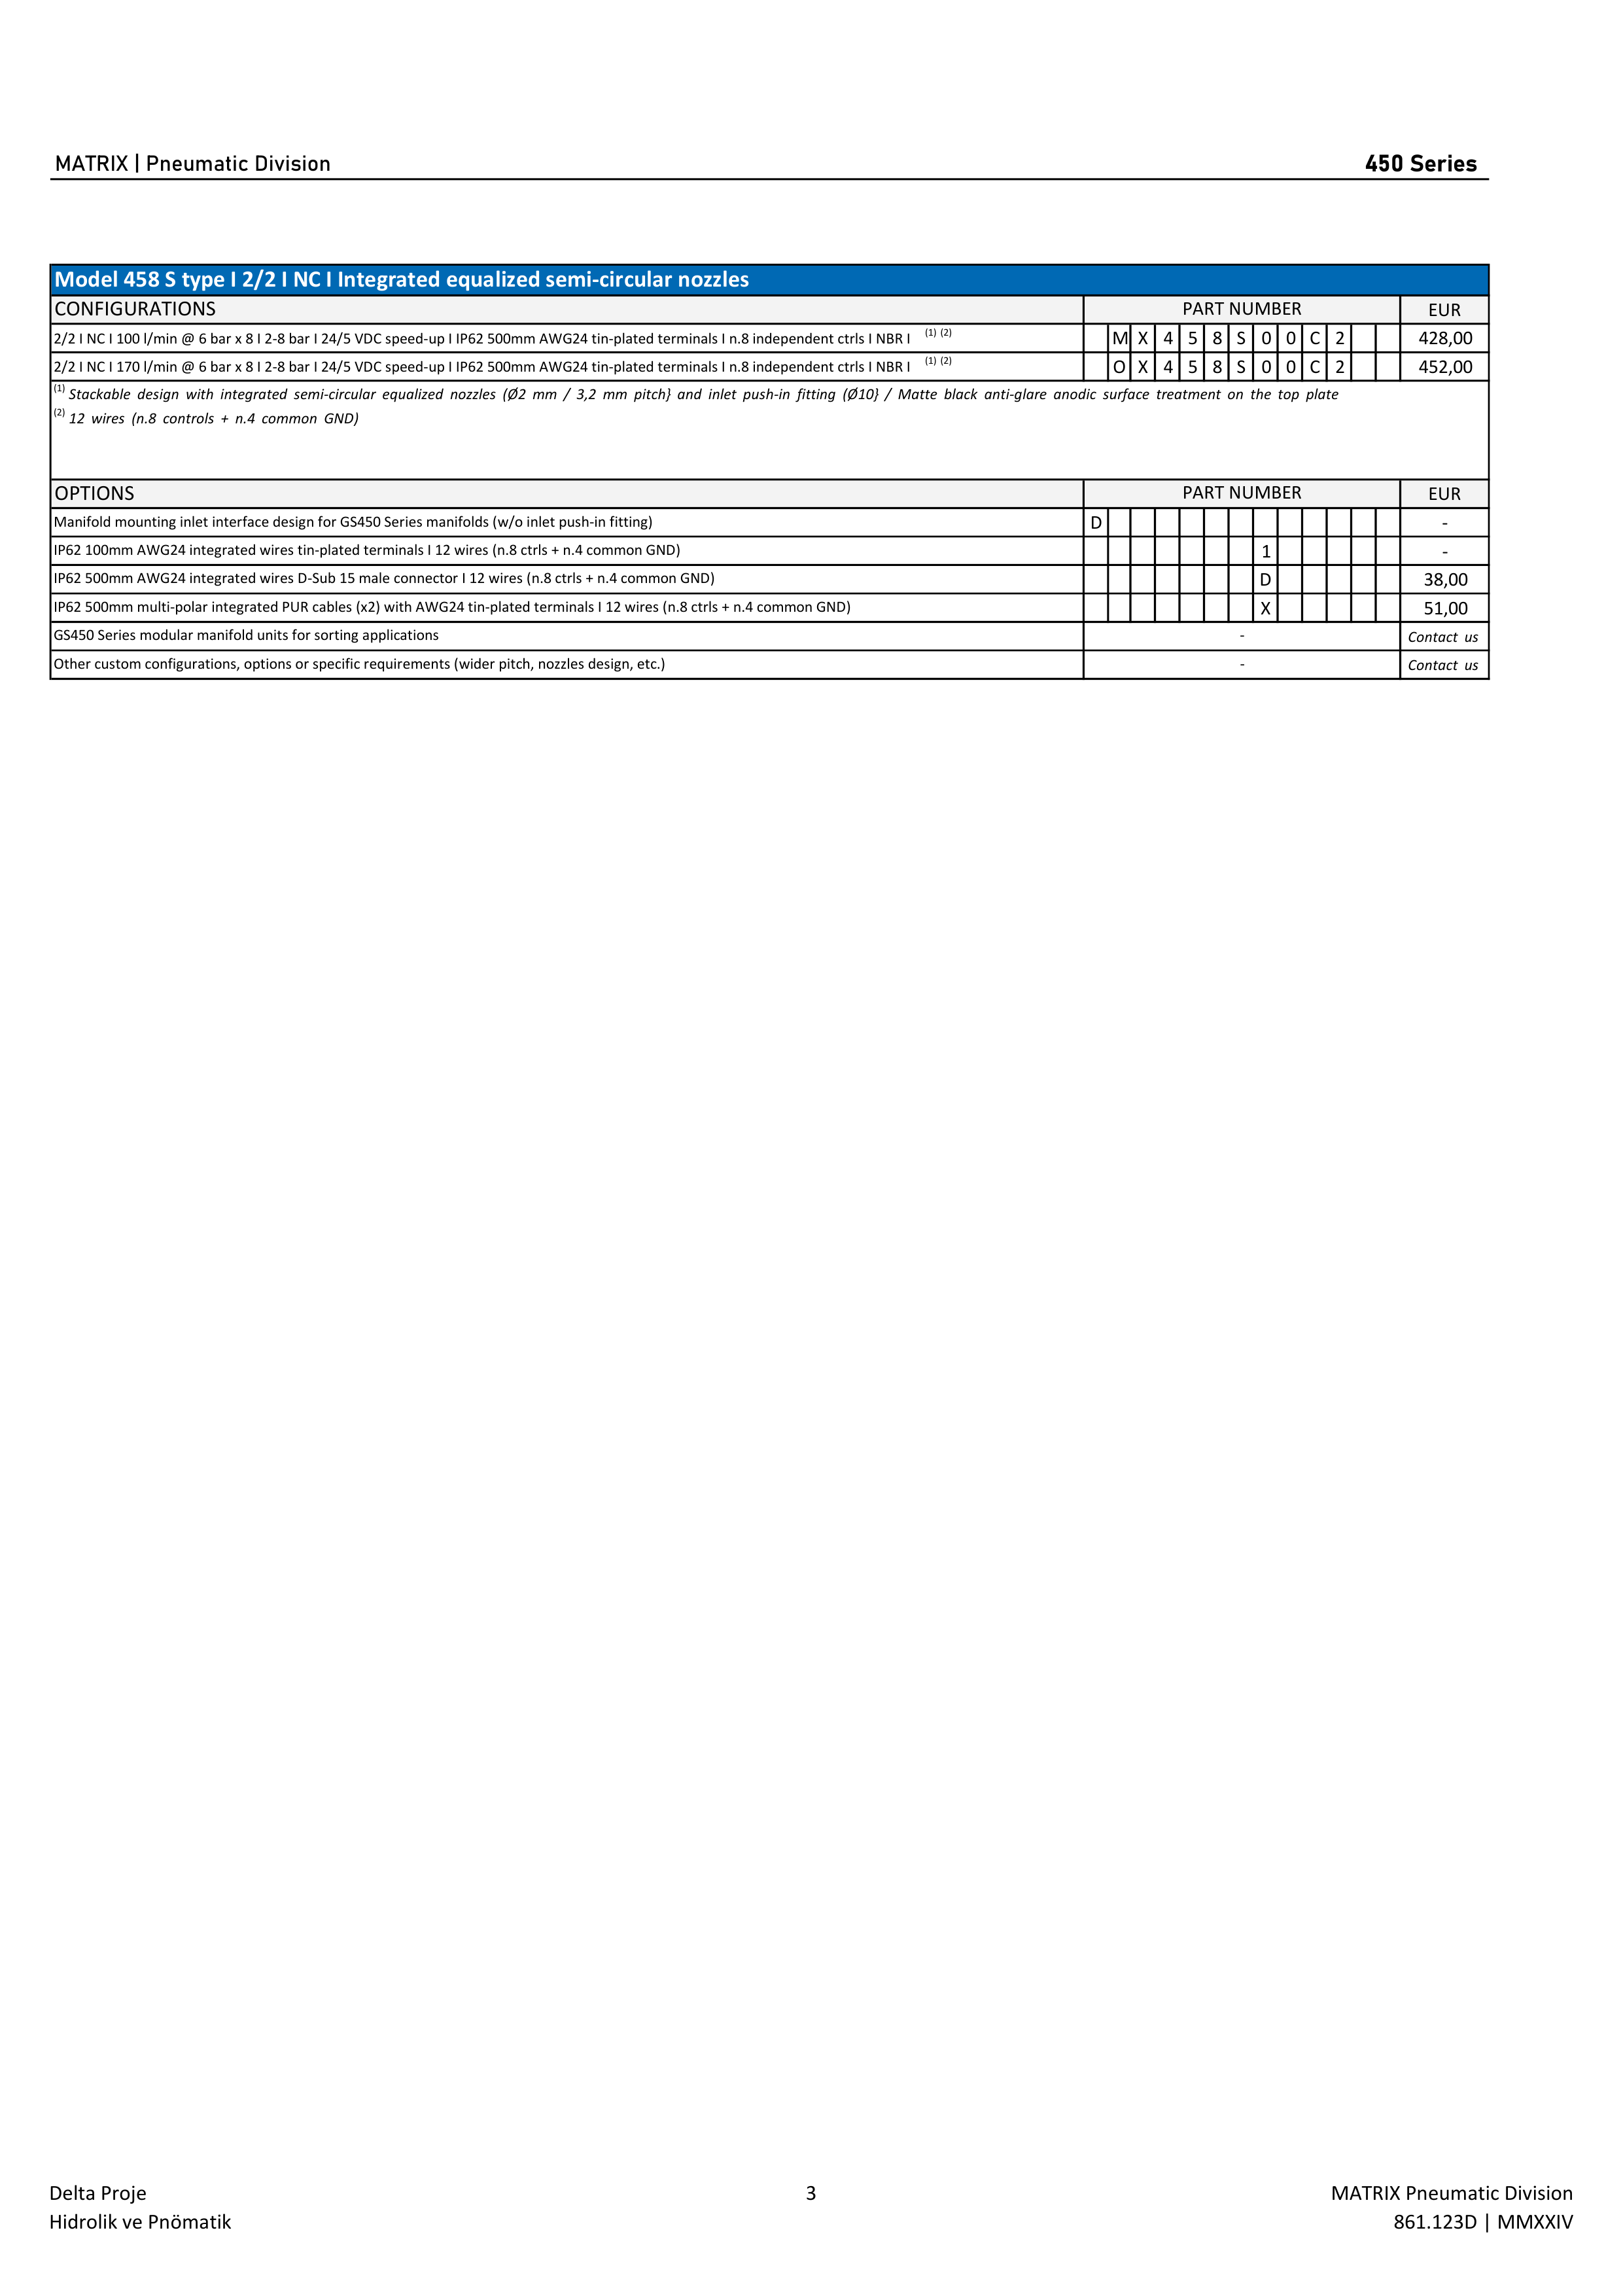 MATRIX | Pneumatic Division 450 Series
Model 458 S type I 2/2 I NC I Integrated equalized semi-circular nozzles
CONFIGURATIONS PART NUMBER EUR
2/2 I NC I 100 l/min @ 6 bar x 8 I 2-8 bar I 24/5 VDC speed-up I IP62 500mm AWG24 tin-plated terminals I n.8 independent ctrls I NBR I (1) (2) M X 4 5 8 S 0 0 C 2 428,00
2/2 I NC I 170 l/min @ 6 bar x 8 I 2-8 bar I 24/5 VDC speed-up I IP62 500mm AWG24 tin-plated terminals I n.8 independent ctrls I NBR I (1) (2) O X 4 5 8 S 0 0 C 2 452,00
(1) Stackable design with integrated semi-circular equalized nozzles (Ø2 mm / 3,2 mm pitch} and inlet push-in fitting (Ø10} / Matte black anti-glare anodic surface treatment on the top plate
(2) 12 wires (n.8 controls + n.4 common GND)
OPTIONS PART NUMBER EUR
Manifold mounting inlet interface design for GS450 Series manifolds (w/o inlet push-in fitting) D -
IP62 100mm AWG24 integrated wires tin-plated terminals I 12 wires (n.8 ctrls + n.4 common GND) 1 -
IP62 500mm AWG24 integrated wires D-Sub 15 male connector I 12 wires (n.8 ctrls + n.4 common GND) D 38,00
IP62 500mm multi-polar integrated PUR cables (x2) with AWG24 tin-plated terminals I 12 wires (n.8 ctrls + n.4 common GND) X 51,00
GS450 Series modular manifold units for sorting applications - Contact us
Other custom configurations, options or specific requirements (wider pitch, nozzles design, etc.) - Contact us
Delta Proje 3 MATRIX Pneumatic Division
Hidrolik ve Pnömatik 861.123D | MMXXIV